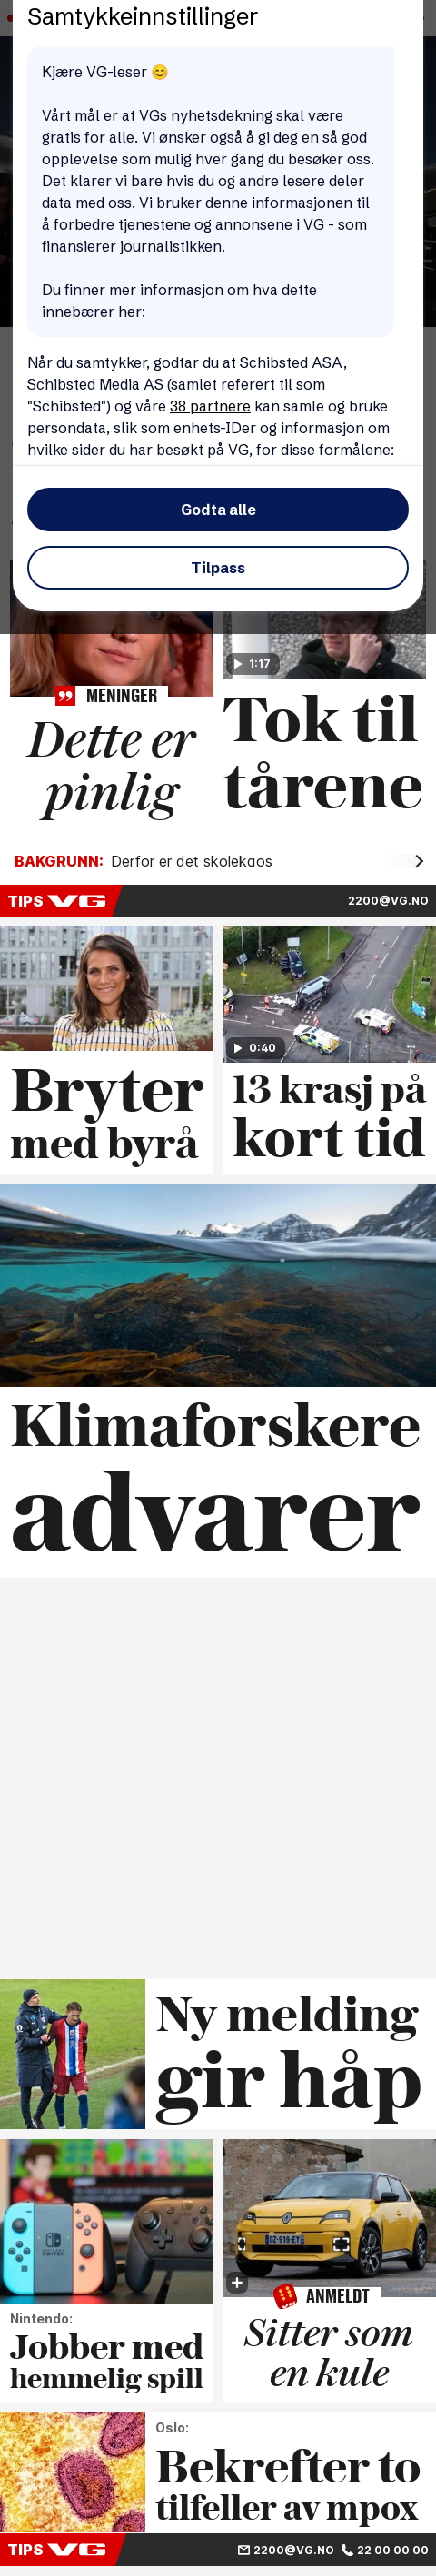 Samtykkeinnstillinger
Kjære VG-leser 😊
Vårt mål er at VGs nyhetsdekning skal være
gratis for alle. Vi ønsker også å gi deg en så god
opplevelse som mulig hver gang du besøker oss.
Det klarer vi bare hvis du og andre lesere deler
data med oss. Vi bruker denne informasjonen til
å forbedre tjenestene og annonsene i VG - som
finansierer journalistikken.
Du finner mer informasjon om hva dette
innebærer her:
Når du samtykker, godtar du at Schibsted ASA,
Schibsted Media AS (samlet referert til som
"Schibsted") og våre 38 partnere kan samle og bruke
persondata, slik som enhets-IDer og informasjon om
hvilke sider du har besøkt på VG, for disse formålene:
Godta alle
Tilpass
1:17
MENINGER
Dette er
pinlig
Tok til
tårene
BAKGRUNN: Derfor er det skolekaos
TIPS VG 2200@VG.NO
0:40
Bryter
med byrå
13 krasj på
kort tid
Klimaforskere
advarer
Ny melding
gir håp
Nintendo:
Jobber med
hemmelig spill
GZ-919-EY
ANMELDT
Sitter som
en kule
Oslo:
Bekrefter to
tilfeller av mpox
TIPS VG 2200@VG.NO 22 00 00 00